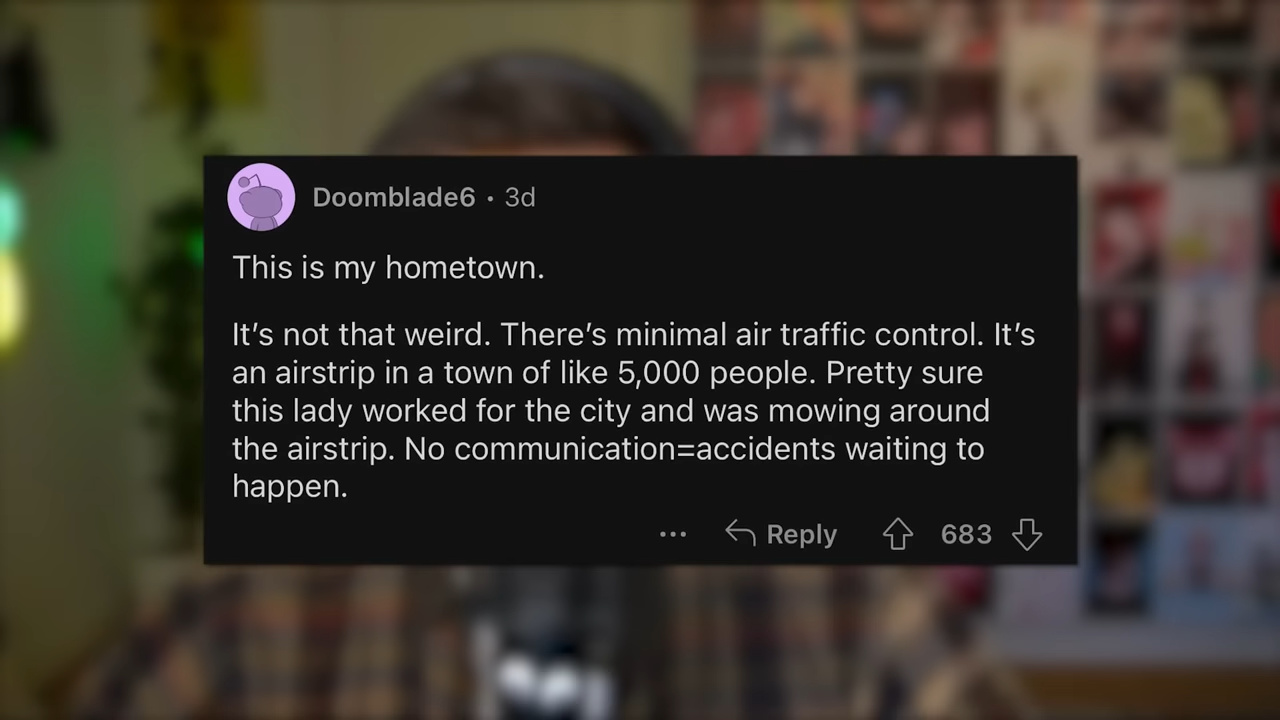 Doomblade6 • 3d
This is my hometown.
It’s not that weird. There’s minimal air traffic control. It’s
an airstrip in a town of like 5,000 people. Pretty sure
this lady worked for the city and was mowing around
the airstrip. No communication=accidents waiting to
happen.
... Reply 683